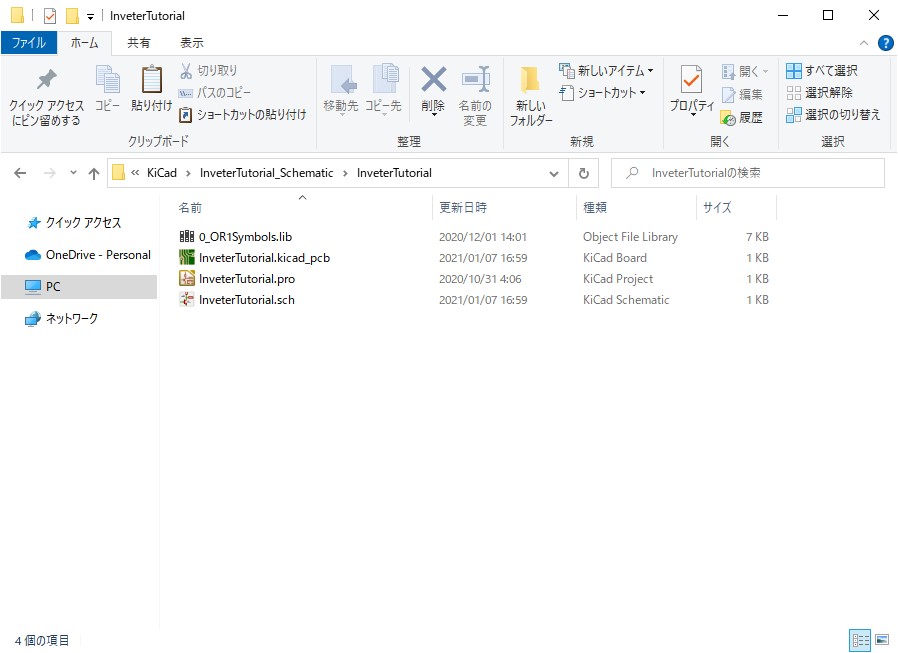 InveterTutorial
ファイル ホーム 共有 表示
クイック アクセス
にピン留めする
コピー
貼り付け
切り取り
パスのコピー
ショートカットの貼り付け
クリップボード
移動先
コピー先
削除
名前の
変更
整理
新しい
フォルダー
新しいアイテム
ショートカット
新規
プロパティ
開く
編集
履歴
開く
すべて選択
選択解除
選択の切り替え
選択
« KiCad › InveterTutorial_Schematic › InveterTutorial
InveterTutorialの検索
クイック アクセス
OneDrive - Personal
PC
ネットワーク
名前 更新日時 種類 サイズ
0_OR1Symbols.lib 2020/12/01 14:01 Object File Library 7 KB
InveterTutorial.kicad_pcb 2021/01/07 16:59 KiCad Board 1 KB
InveterTutorial.pro 2020/10/31 4:06 KiCad Project 1 KB
InveterTutorial.sch 2021/01/07 16:59 KiCad Schematic 1 KB
4 個の項目